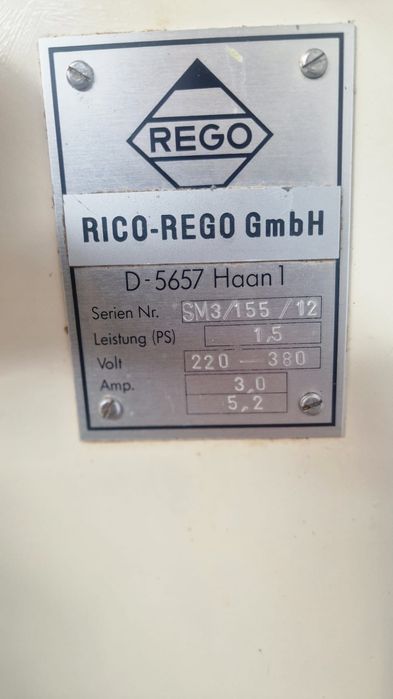 REGO
RICO-REGO GmbH
D-5657 Haan 1
Serien Nr. SM3/155/12
Leistung (PS) 1,5
Volt 220 — 380
Amp. 3,0
5,2